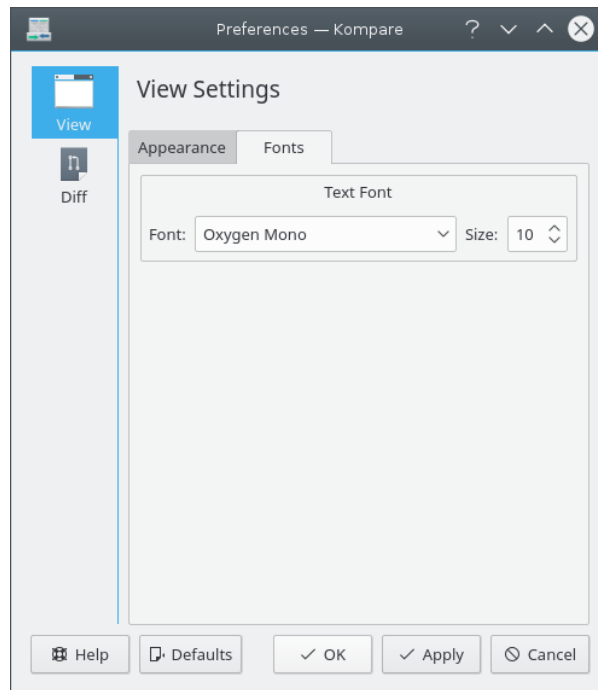 Preferences — Kompare
View
Diff
View Settings
Appearance Fonts
Text Font
Font: Oxygen Mono Size: 10
Help Defaults OK Apply Cancel